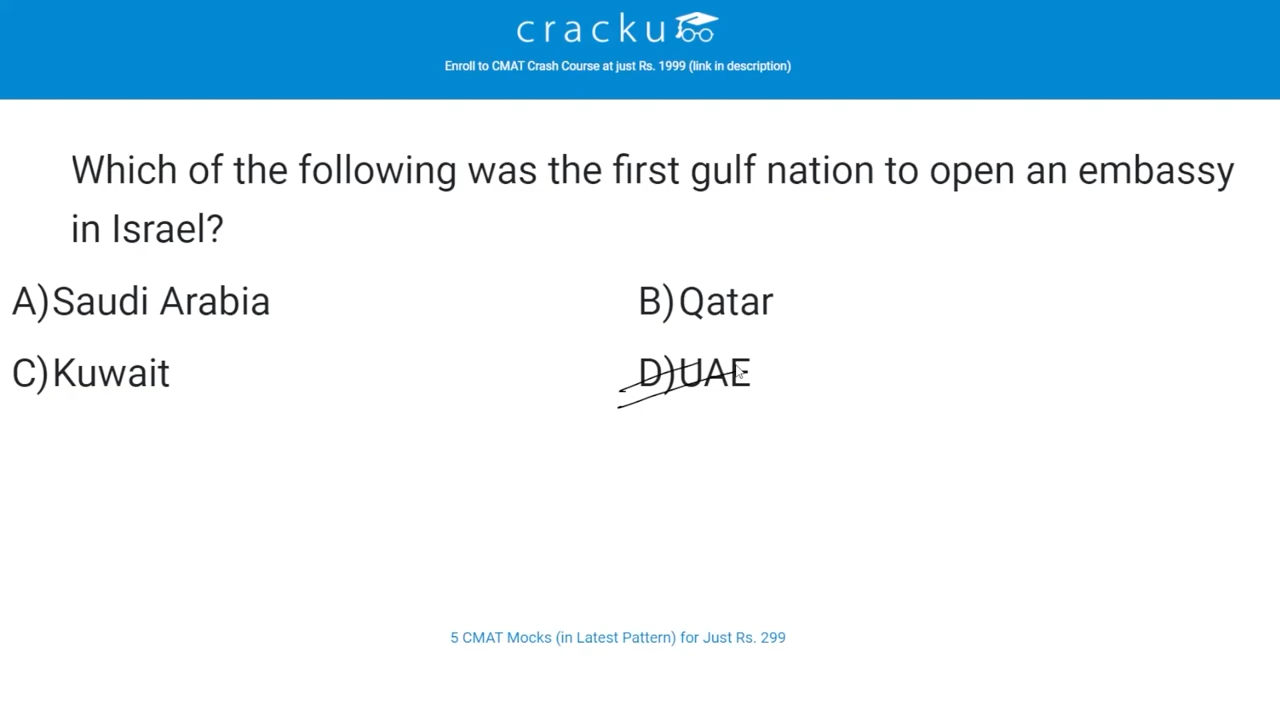 cracku
Enroll to CMAT Crash Course at just Rs. 1999 (link in description)
Which of the following was the first gulf nation to open an embassy
in Israel?
A)Saudi Arabia
B)Qatar
C)Kuwait
D)UAE
5 CMAT Mocks (in Latest Pattern) for Just Rs. 299